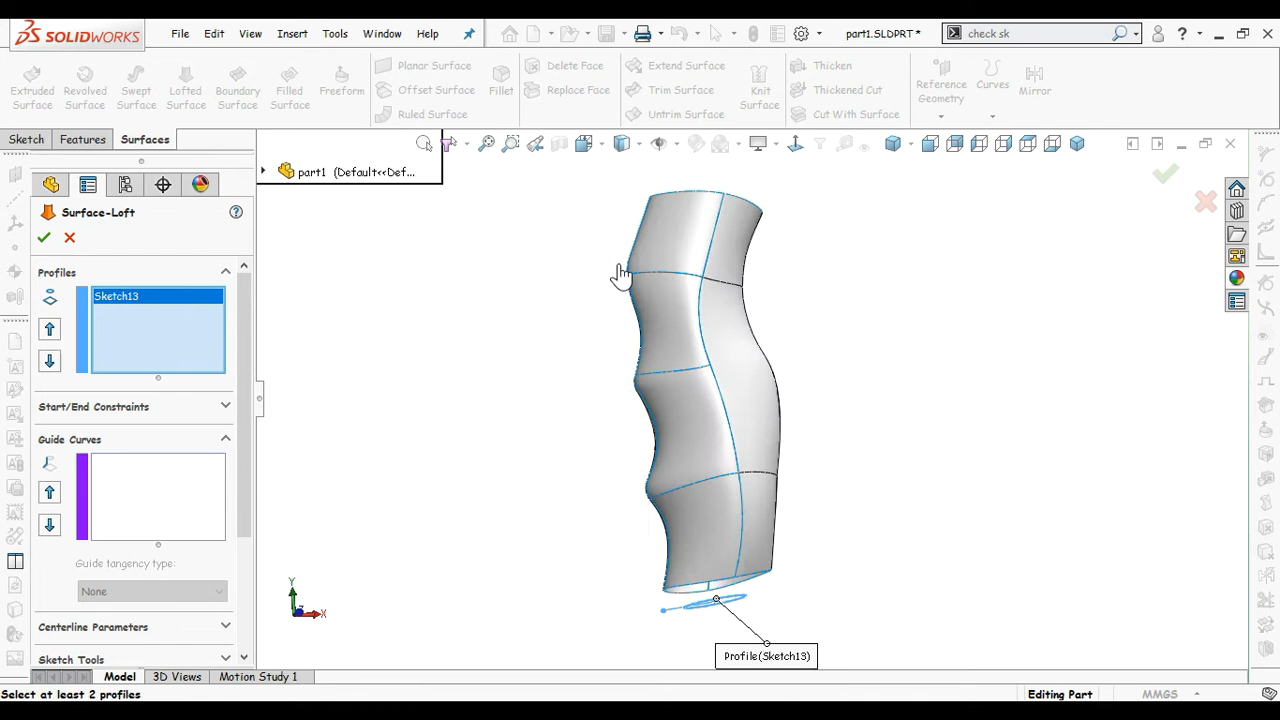 SOLIDWORKS
File Edit View Insert Tools Window Help
part1.SLDPRT *
check sk
Extruded Surface
Revolved Surface
Swept Surface
Lofted Surface
Boundary Surface
Filled Surface
Freeform
Planar Surface
Offset Surface
Ruled Surface
Fillet
Delete Face
Replace Face
Extend Surface
Trim Surface
Untrim Surface
Knit Surface
Thicken
Thickened Cut
Cut With Surface
Reference Geometry
Curves
Mirror
Sketch Features Surfaces
part1 (Default<<Def...
Surface-Loft
Profiles
Sketch13
Start/End Constraints
Guide Curves
Guide tangency type:
None
Centerline Parameters
Sketch Tools
Y
X
Profile(Sketch13)
Model 3D Views Motion Study 1
Select at least 2 profiles
Editing Part
MMGS